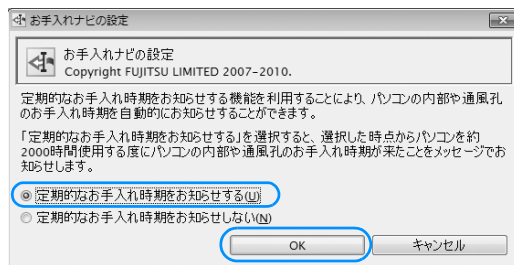 お手入れナビの設定
お手入れナビの設定
Copyright FUJITSU LIMITED 2007-2010.
定期的なお手入れ時期をお知らせする機能を利用することにより、パソコンの内部や通風孔
のお手入れ時期を自動的にお知らせすることができます。
「定期的なお手入れ時期をお知らせする」を選択すると、選択した時点からパソコンを約
2000時間使用する度にパソコンの内部や通風孔のお手入れ時期が来たことをメッセージでお
知らせします。
定期的なお手入れ時期をお知らせする(U)
定期的なお手入れ時期をお知らせしない(N)
OK キャンセル